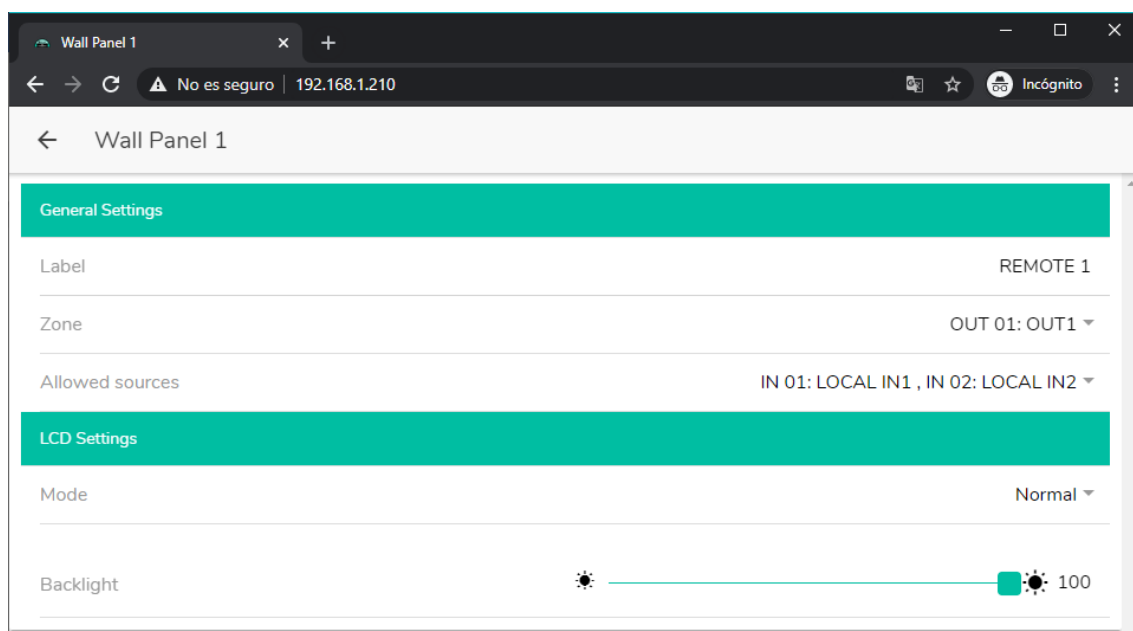 Wall Panel 1
No es seguro | 192.168.1.210 Incógnito
Wall Panel 1
General Settings
Label REMOTE 1
Zone OUT 01: OUT1
Allowed sources IN 01: LOCAL IN1 , IN 02: LOCAL IN2
LCD Settings
Mode Normal
Backlight 100